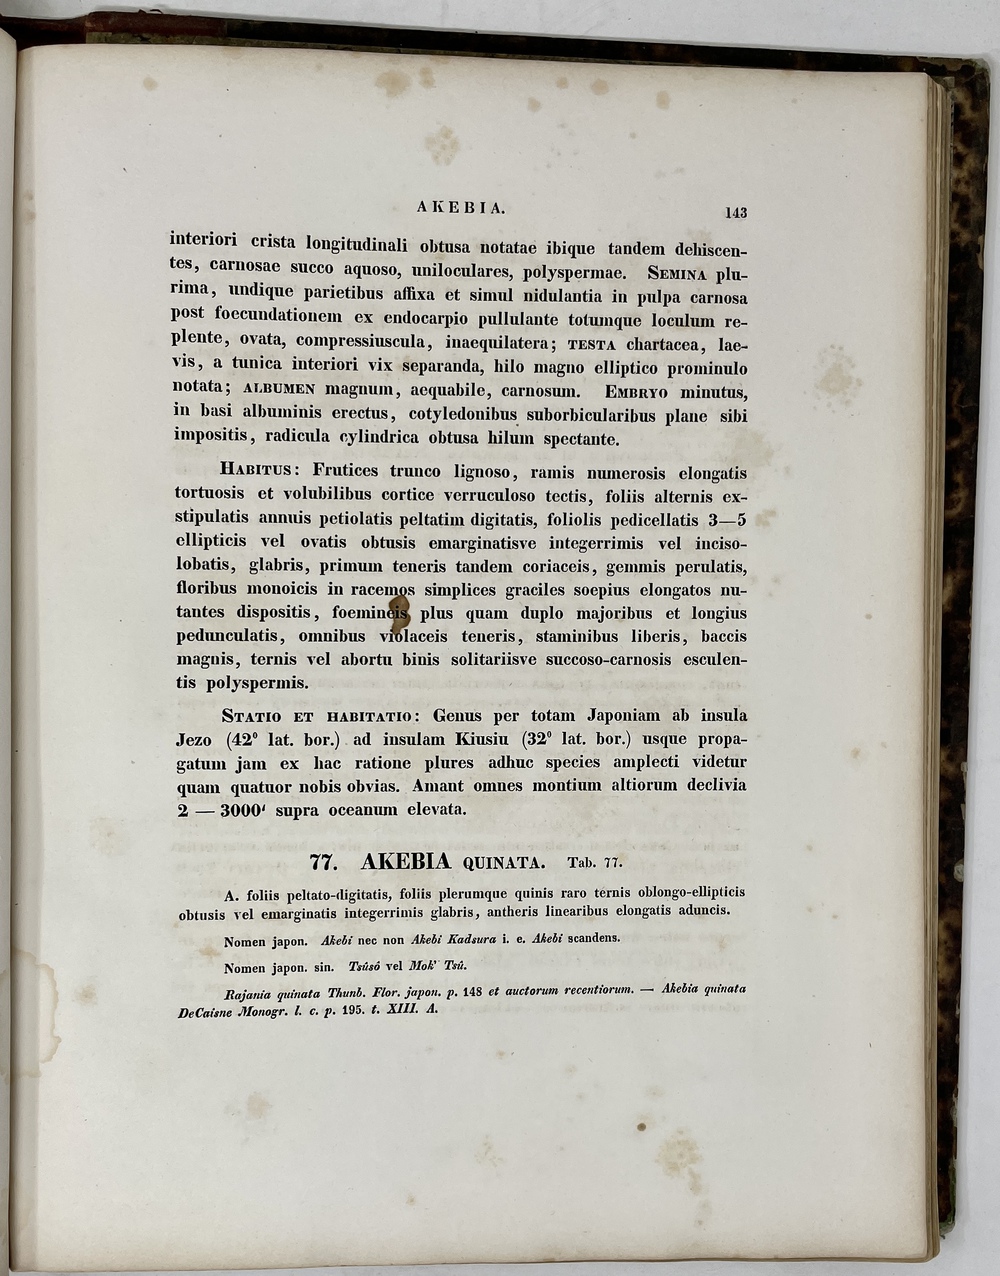 AKEBIA. 143
interiori crista longitudinali obtusa notatae ibique tandem dehiscen-
tes, carnosae succo aquoso, uniloculares, polyspermae. SEMINA plu-
rima, undique parietibus affixa et simul nidulantia in pulpa carnosa
post foecundationem ex endocarpio pullulante totumque loculum re-
plente, ovata, compressiuscula, inaequilatera; TESTA chartacea, lae-
vis, a tunica interiori vix separanda, hilo magno elliptico prominulo
notata; ALBUMEN magnum, aequabile, carnosum. EMBRYO minutus,
in basi albuminis erectus, cotyledonibus suborbicularibus plane sibi
impositis, radicula cylindrica obtusa hilum spectante.
HABITUS: Frutices trunco lignoso, ramis numerosis elongatis
tortuosis et volubilibus cortice verruculoso tectis, foliis alternis ex-
stipulatis annuis petiolatis peltatim digitatis, foliolis pedicellatis 3—5
ellipticis vel ovatis obtusis emarginatisve integerrimis vel inciso-
lobatis, glabris, primum teneris tandem coriaceis, gemmis perulatis,
floribus monoicis in racemos simplices graciles soepius elongatos nu-
tantes dispositis, foemineis plus quam duplo majoribus et longius
pedunculatis, omnibus violaceis teneris, staminibus liberis, baccis
magnis, ternis vel abortu binis solitariisve succoso-carnosis esculen-
tis polyspermis.
STATIO ET HABITATIO: Genus per totam Japoniam ab insula
Jezo (42° lat. bor.) ad insulam Kiusiu (32° lat. bor.) usque propa-
gatum jam ex hac ratione plures adhuc species amplecti videtur
quam quatuor nobis obvias. Amant omnes montium altiorum declivia
2 — 3000' supra oceanum elevata.
77. AKEBIA QUINATA. Tab. 77.
A. foliis peltato-digitatis, foliis plerumque quinis raro ternis oblongo-ellipticis
obtusis vel emarginatis integerrimis glabris, antheris linearibus elongatis aduncis.
Nomen japon. Akebi nec non Akebi Kadsura i. e. Akebi scandens.
Nomen japon. sin. Tsúsó vel Mok' Tsû.
Rajania quinata Thunb. Flor. japon. p. 148 et auctorum recentiorum. — Akebia quinata
DeCaisne Monogr. l. c. p. 195. t. XIII. A.